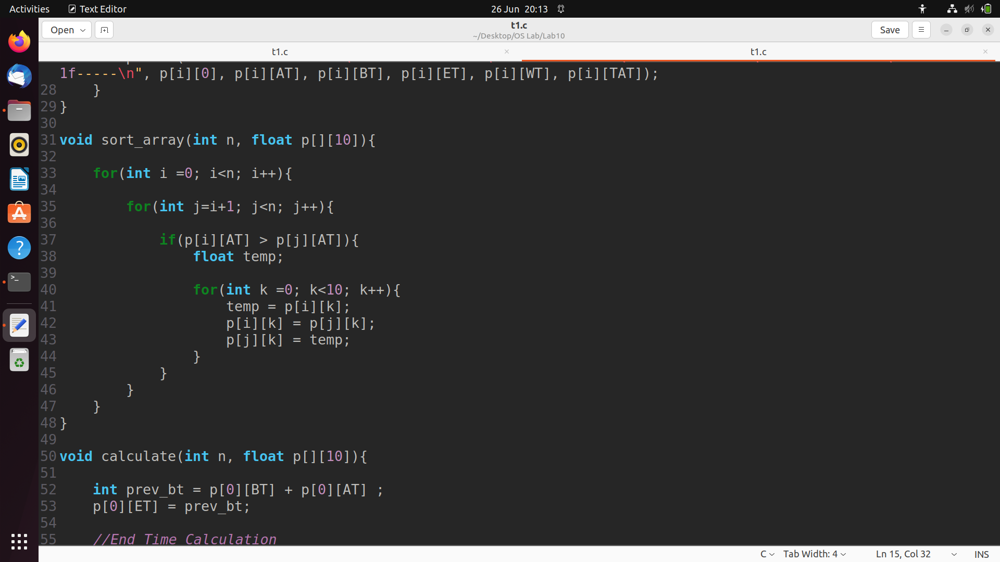 Activities Text Editor 26 Jun 20:13
Open t1.c Save
~/Desktop/OS Lab/Lab10
t1.c t1.c
1f-----\n", p[i][0], p[i][AT], p[i][BT], p[i][ET], p[i][WT], p[i][TAT]);
28 }
29 }
30
31 void sort_array(int n, float p[][10]){
32
33 for(int i =0; i<n; i++){
34
35 for(int j=i+1; j<n; j++){
36
37 if(p[i][AT] > p[j][AT]){
38 float temp;
39
40 for(int k =0; k<10; k++){
41 temp = p[i][k];
42 p[i][k] = p[j][k];
43 p[j][k] = temp;
44 }
45 }
46 }
47 }
48 }
49
50 void calculate(int n, float p[][10]){
51
52 int prev_bt = p[0][BT] + p[0][AT] ;
53 p[0][ET] = prev_bt;
54
55 //End Time Calculation
C Tab Width: 4 Ln 15, Col 32 INS